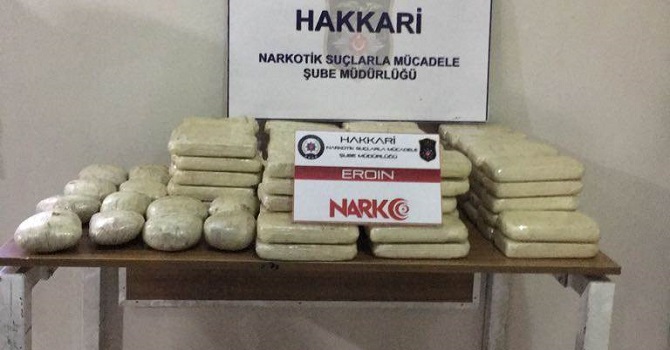 HAKKARİ
NARKOTİK SUÇLARLA MÜCADELE
ŞUBE MÜDÜRLÜĞÜ
HAKKARİ
NARKOTİK SUÇLARLA MÜCADELE
ŞUBE MÜDÜRLÜĞÜ
EROİN
NARKO